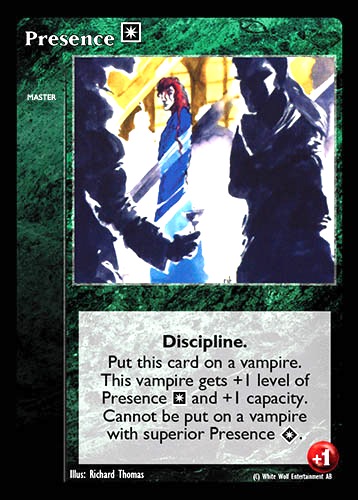 Presence
MASTER
Discipline.
Put this card on a vampire.
This vampire gets +1 level of
Presence and +1 capacity.
Cannot be put on a vampire
with superior Presence .
+1
Illus: Richard Thomas
(C) White Wolf Entertainment AB